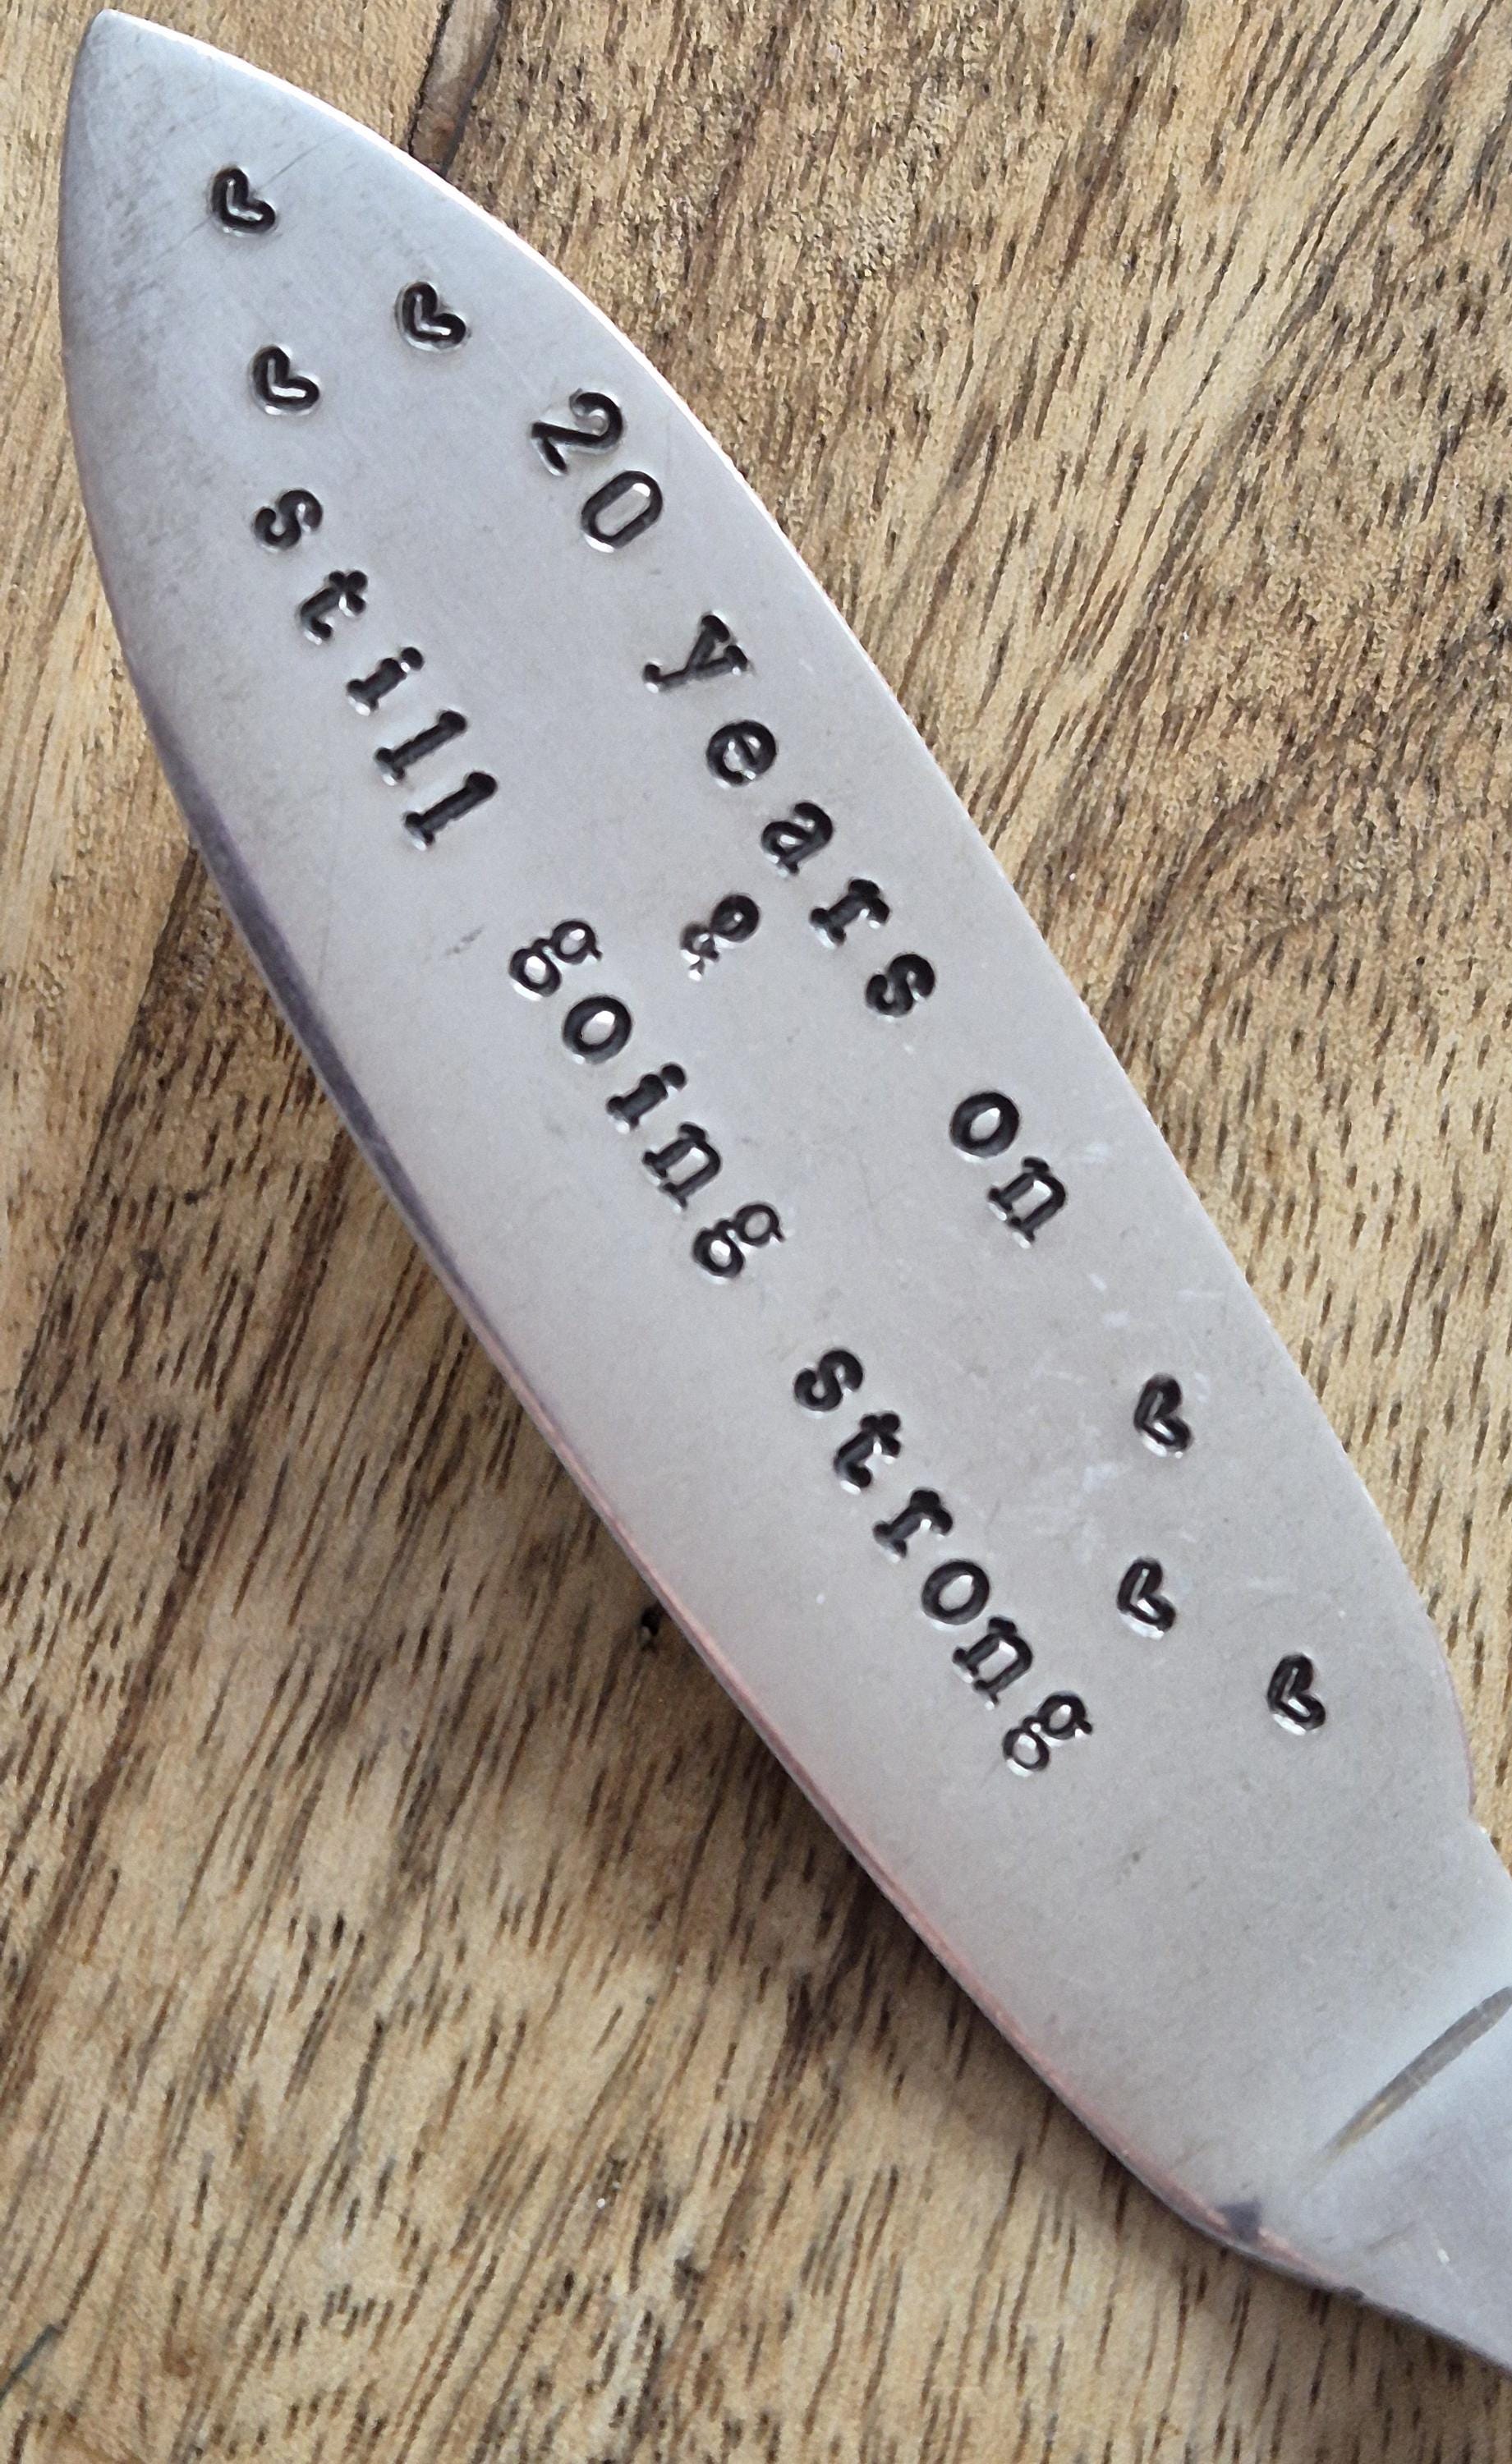 20 years on
&
still going strong